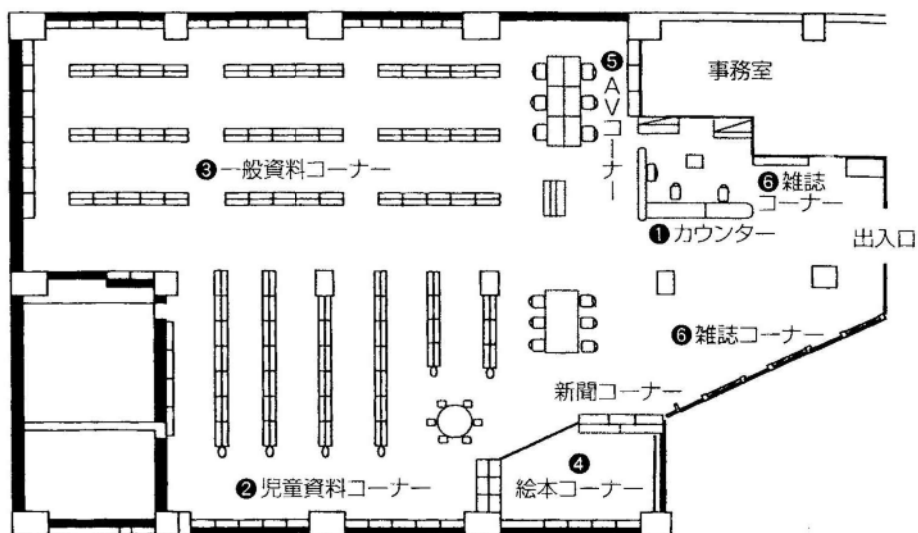 事務室
❺AVコーナー
❸一般資料コーナー
❻雑誌
コーナー
❶カウンター
出入口
❻雑誌コーナー
新聞コーナー
❹
絵本コーナー
❷児童資料コーナー